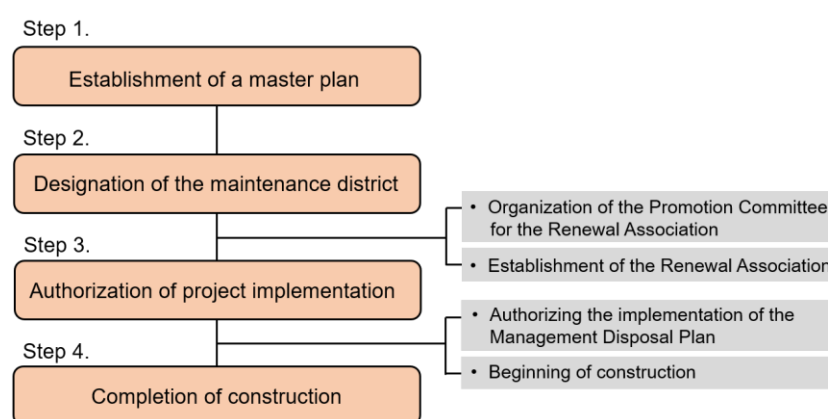 Step 1.
Establishment of a master plan
Step 2.
Designation of the maintenance district
• Organization of the Promotion Committee
for the Renewal Association
• Establishment of the Renewal Association
Step 3.
Authorization of project implementation
• Authorizing the implementation of the
Management Disposal Plan
• Beginning of construction
Step 4.
Completion of construction